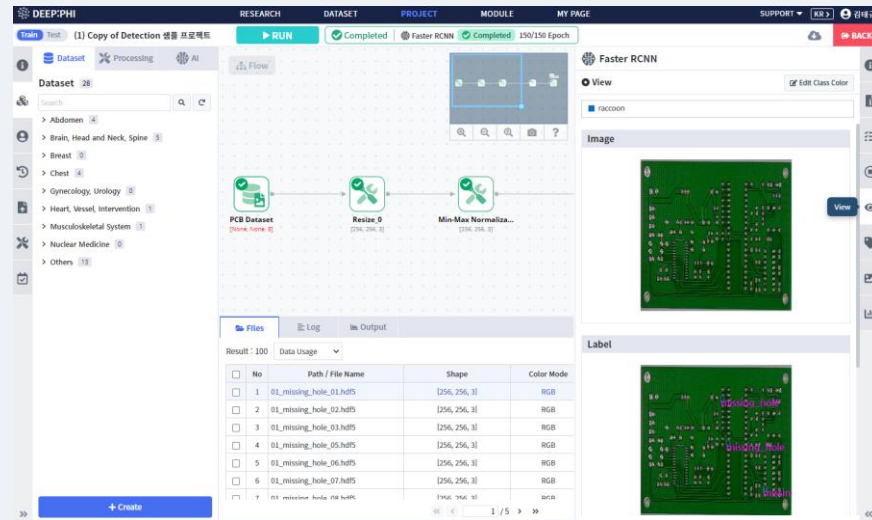 DEEP:PHI
RESEARCH DATASET PROJECT MODULE MY PAGE SUPPORT KR
Train Test (1) Copy of Detection 샘플 프로젝트
RUN
Completed
Faster RCNN Completed 150/150 Epoch
BACK
Dataset Processing AI
Dataset 28
Search
Abdomen 4
Brain, Head and Neck, Spine 5
Breast 0
Chest 4
Gynecology, Urology 0
Heart, Vessel, Intervention 1
Musculoskeletal System 1
Nuclear Medicine 0
Others 13
+ Create
Flow
PCB Dataset
[None, None, 3]
Resize_0
[256, 256, 3]
Min-Max Normaliza...
[256, 256, 3]
Files Log Output
Result : 100 Data Usage
No Path / File Name Shape Color Mode
1 01_missing_hole_01.hdf5 [256, 256, 3] RGB
2 01_missing_hole_02.hdf5 [256, 256, 3] RGB
3 01_missing_hole_03.hdf5 [256, 256, 3] RGB
4 01_missing_hole_05.hdf5 [256, 256, 3] RGB
5 01_missing_hole_06.hdf5 [256, 256, 3] RGB
6 01_missing_hole_07.hdf5 [256, 256, 3] RGB
7 01_missing_hole_08.hdf5 [256, 256, 3] RGB
1 / 5
Faster RCNN
View
Edit Class Color
raccoon
Image
View
Label
missing_hole
missing_hole